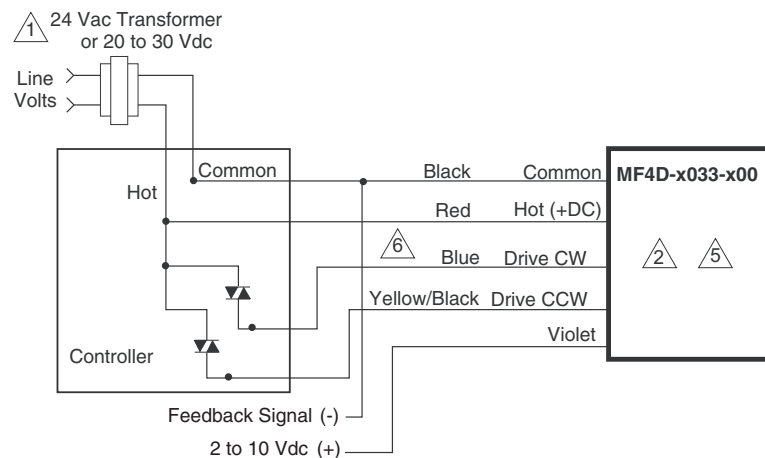 1
24 Vac Transformer
or 20 to 30 Vdc
Line
Volts
Common
Hot
Black
Common
MF4D-x033-x00
Red
Hot (+DC)
6
2
5
Blue
Drive CW
Yellow/Black
Drive CCW
Violet
Controller
Feedback Signal (-)
2 to 10 Vdc (+)